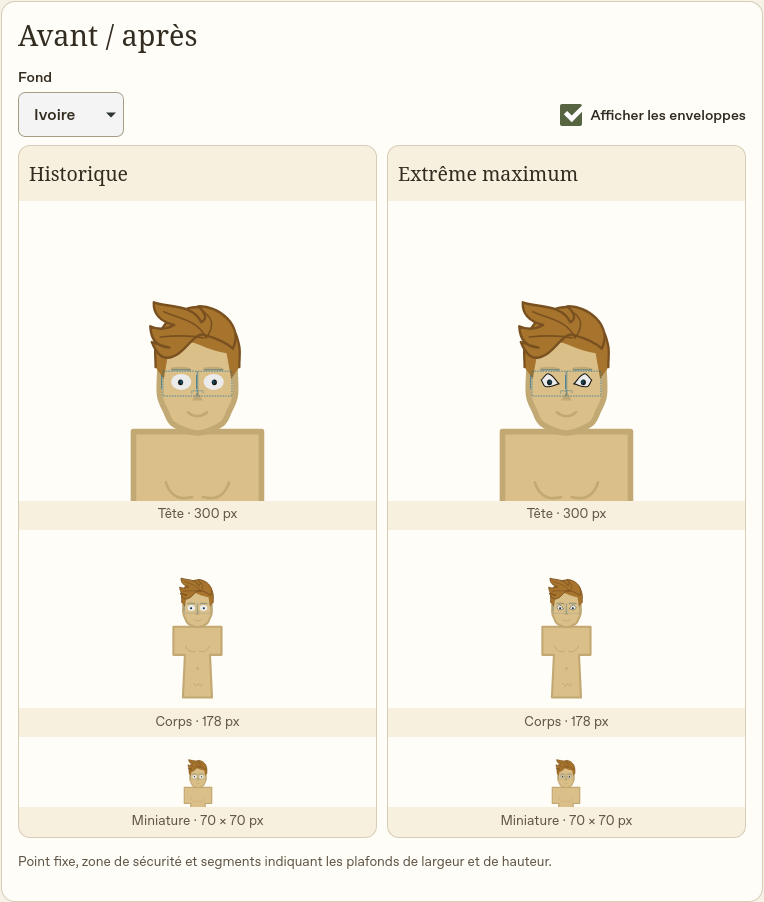 Avant / après
Fond
Ivoire
Afficher les enveloppes
Historique
Extrême maximum
Tête · 300 px
Tête · 300 px
Corps · 178 px
Corps · 178 px
Miniature · 70 × 70 px
Miniature · 70 × 70 px
Point fixe, zone de sécurité et segments indiquant les plafonds de largeur et de hauteur.